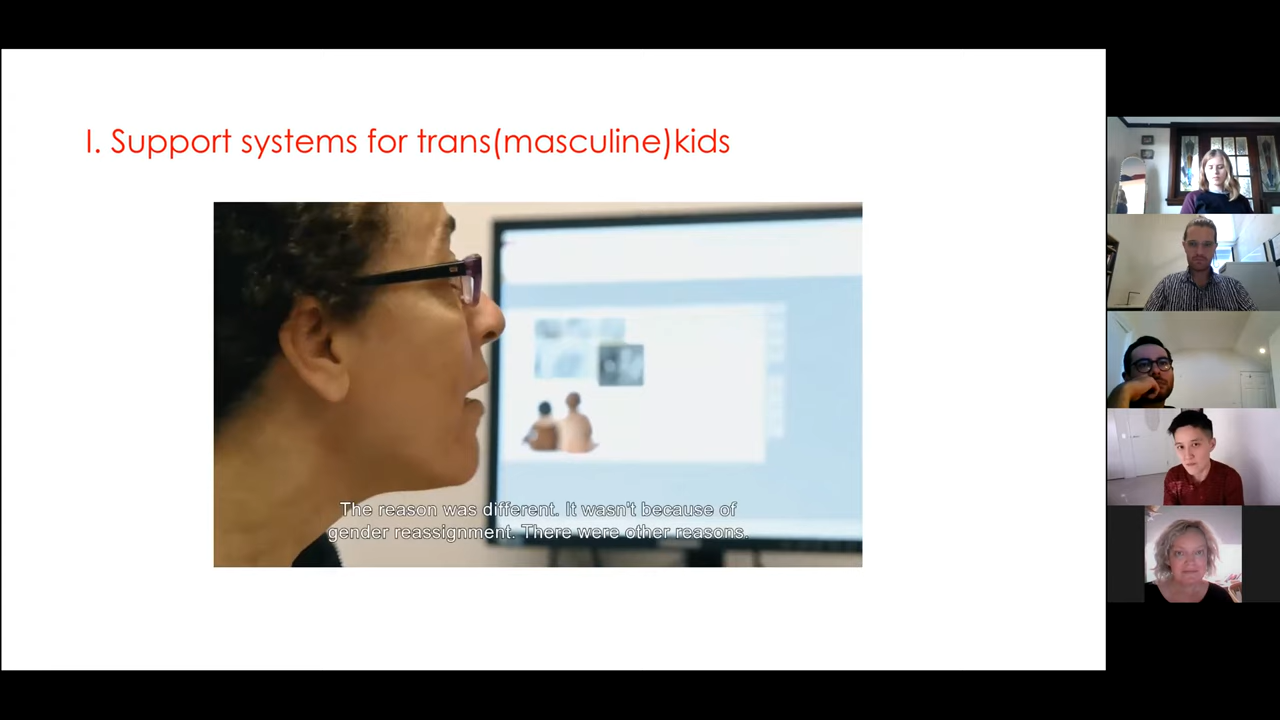 I. Support systems for trans(masculine)kids
The reason was different. It wasn't because of
gender reassignment. There were other reasons.